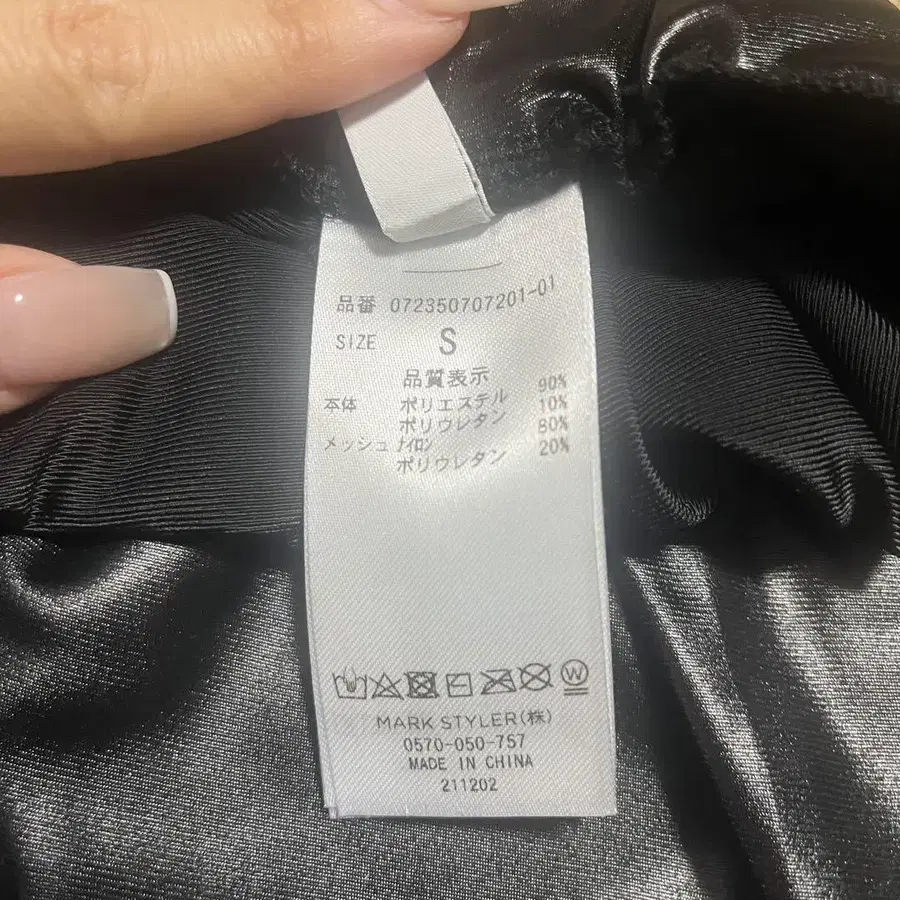 品番 072350707201-01
SIZE S
品質表示
本体 ポリエステル 90%
ポリウレタン 10%
メッシュ ナイロン 80%
ポリウレタン 20%
W
MARK STYLER(株)
0570-050-757
MADE IN CHINA
211202